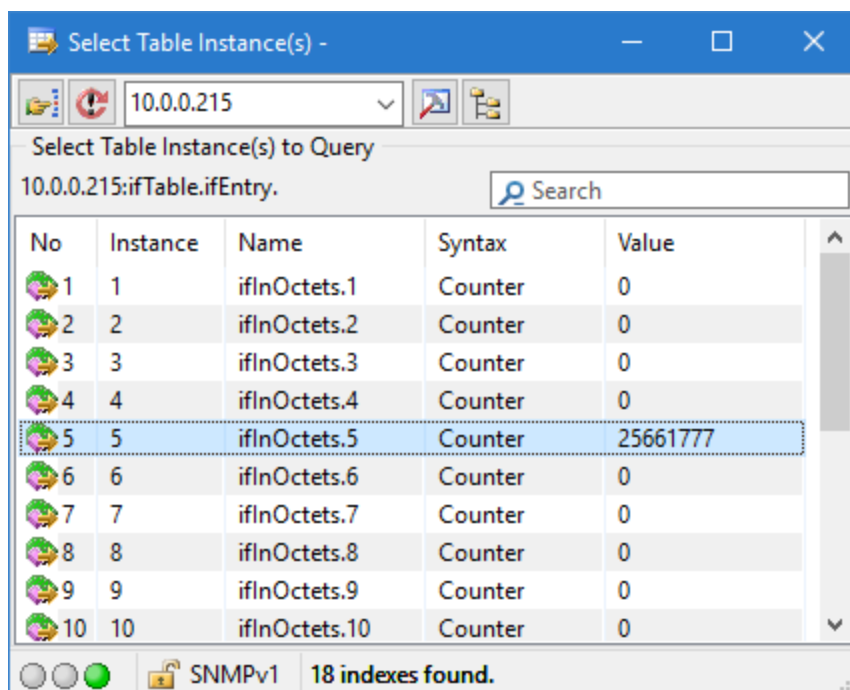 Select Table Instance(s) -
10.0.0.215
Select Table Instance(s) to Query
10.0.0.215:ifTable.ifEntry.
Search
No Instance Name Syntax Value
1 1 ifInOctets.1 Counter 0
2 2 ifInOctets.2 Counter 0
3 3 ifInOctets.3 Counter 0
4 4 ifInOctets.4 Counter 0
5 5 ifInOctets.5 Counter 25661777
6 6 ifInOctets.6 Counter 0
7 7 ifInOctets.7 Counter 0
8 8 ifInOctets.8 Counter 0
9 9 ifInOctets.9 Counter 0
10 10 ifInOctets.10 Counter 0
SNMPv1 18 indexes found.